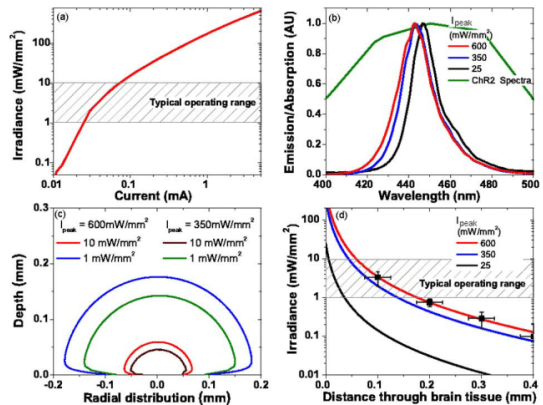 (a)
Irradiance (mW/mm²)
100
10
1
0.1
Typical operating range
0.01
0.1
1
Current (mA)
(b)
I peak
(mW/mm²)
600
350
25
ChR2 Spectra
Emission/Absorption (AU)
1.0
0.8
0.6
0.4
0.2
0.0
400
420
440
460
480
500
Wavelength (nm)
(c)
I peak = 600mW/mm²
I peak = 350mW/mm²
10 mW/mm²
10 mW/mm²
1 mW/mm²
1 mW/mm²
Depth (mm)
0.3
0.2
0.1
0.0
-0.2
-0.1
0.0
0.1
0.2
Radial distribution (mm)
(d)
I peak
(mW/mm²)
600
350
25
Typical operating range
Irradiance (mW/mm²)
100
10
1
0.1
0.01
0.0
0.1
0.2
0.3
0.4
Distance through brain tissue (mm)